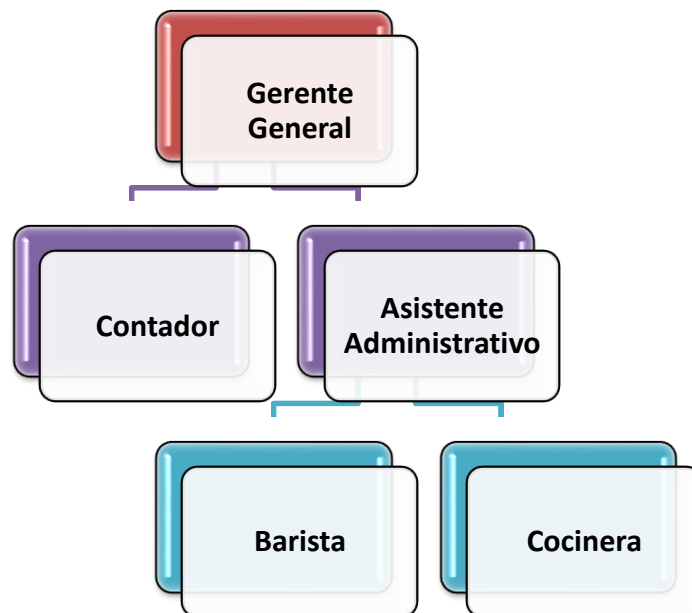 Gerente
General
Contador
Asistente
Administrativo
Barista
Cocinera